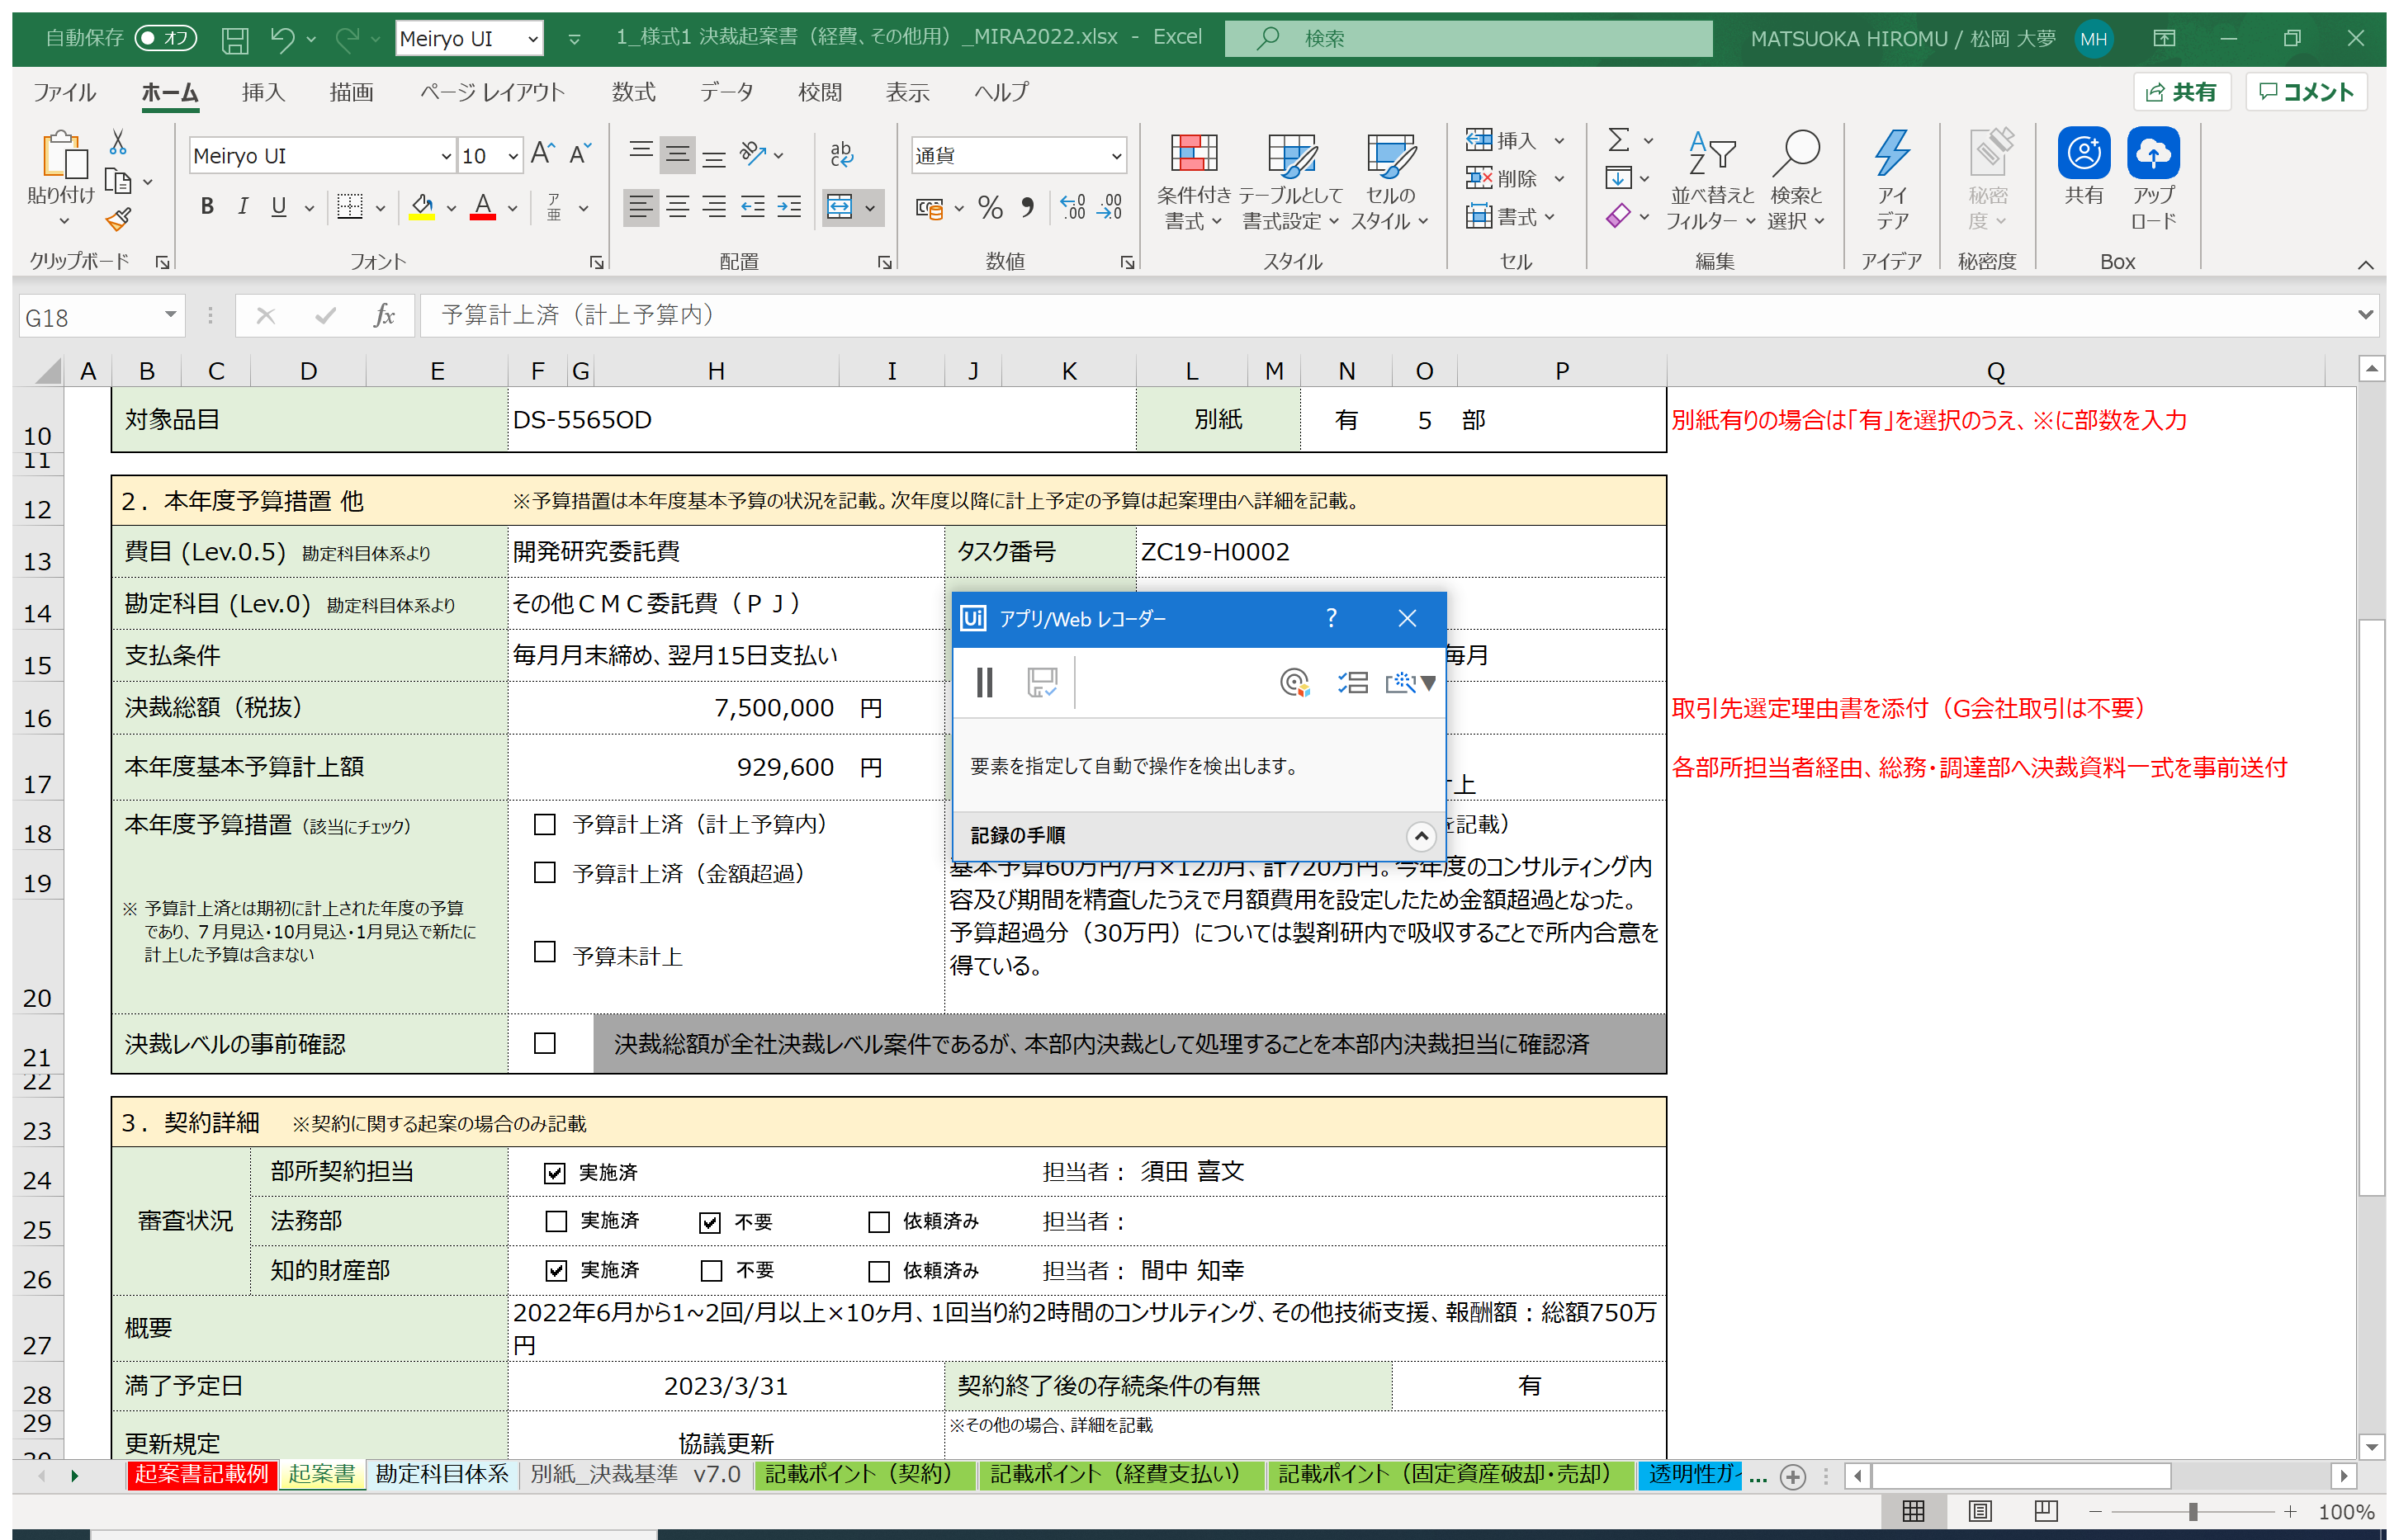 自動保存 オフ Meiryo UI 1_様式1 決裁起案書（経費、その他用）_MIRA2022.xlsx - Excel 検索 MATSUOKA HIROMU / 松岡 大夢 MH
ファイル ホーム 挿入 描画 ページ レイアウト 数式 データ 校閲 表示 ヘルプ 共有 コメント
貼り付け Meiryo UI 10 ab 通貨 条件付き 書式 テーブルとして 書式設定 セルの スタイル 挿入 削除 書式 並べ替えと フィルター 検索と 選択 アイ デア 秘密 度 共有 アップ ロード
クリップボード フォント 配置 数値 スタイル セル 編集 アイデア 秘密度 Box
G18 fx 予算計上済（計上予算内）
A B C D E F G H I J K L M N O P Q
10 対象品目 DS-5565OD 別紙 有 5 部 別紙有りの場合は「有」を選択のうえ、※に部数を入力
11
12 2．本年度予算措置 他 ※予算措置は本年度基本予算の状況を記載。次年度以降に計上予定の予算は起案理由へ詳細を記載。
13 費目 (Lev.0.5) 勘定科目体系より 開発研究委託費 タスク番号 ZC19-H0002
14 勘定科目 (Lev.0) 勘定科目体系より その他ＣＭＣ委託費（ＰＪ）
Ui アプリ/Web レコーダー ?
15 支払条件 毎月月末締め、翌月15日支払い 毎月
16 決裁総額（税抜） 7,500,000 円 取引先選定理由書を添付（G会社取引は不要）
17 本年度基本予算計上額 929,600 円 要素を指定して自動で操作を検出します。 上 各部所担当者経由、総務・調達部へ決裁資料一式を事前送付
18 本年度予算措置（該当にチェック） 予算計上済（計上予算内） 記録の手順 を記載）
19 予算計上済（金額超過） 基本予算60万円/月×12カ月、計720万円。今年度のコンサルティング内
容及び期間を精査したうえで月額費用を設定したため金額超過となった。
※ 予算計上済とは期初に計上された年度の予算
であり、７月見込・10月見込・1月見込で新たに
計上した予算は含まない
予算超過分（30万円）については製剤研内で吸収することで所内合意を
得ている。
20 予算未計上
21 決裁レベルの事前確認 決裁総額が全社決裁レベル案件であるが、本部内決裁として処理することを本部内決裁担当に確認済
22
23 3．契約詳細 ※契約に関する起案の場合のみ記載
24 部所契約担当 実施済 担当者： 須田 喜文
25 審査状況 法務部 実施済 不要 依頼済み 担当者：
26 知的財産部 実施済 不要 依頼済み 担当者： 間中 知幸
27 概要 2022年6月から1~2回/月以上×10ヶ月、1回当り約2時間のコンサルティング、その他技術支援、報酬額：総額750万
円
28 満了予定日 2023/3/31 契約終了後の存続条件の有無 有
29 ※その他の場合、詳細を記載
更新規定 協議更新
起案書記載例 起案書 勘定科目体系 別紙_決裁基準 v7.0 記載ポイント（契約） 記載ポイント（経費支払い） 記載ポイント（固定資産破却・売却） 透明性ガ ...
100%